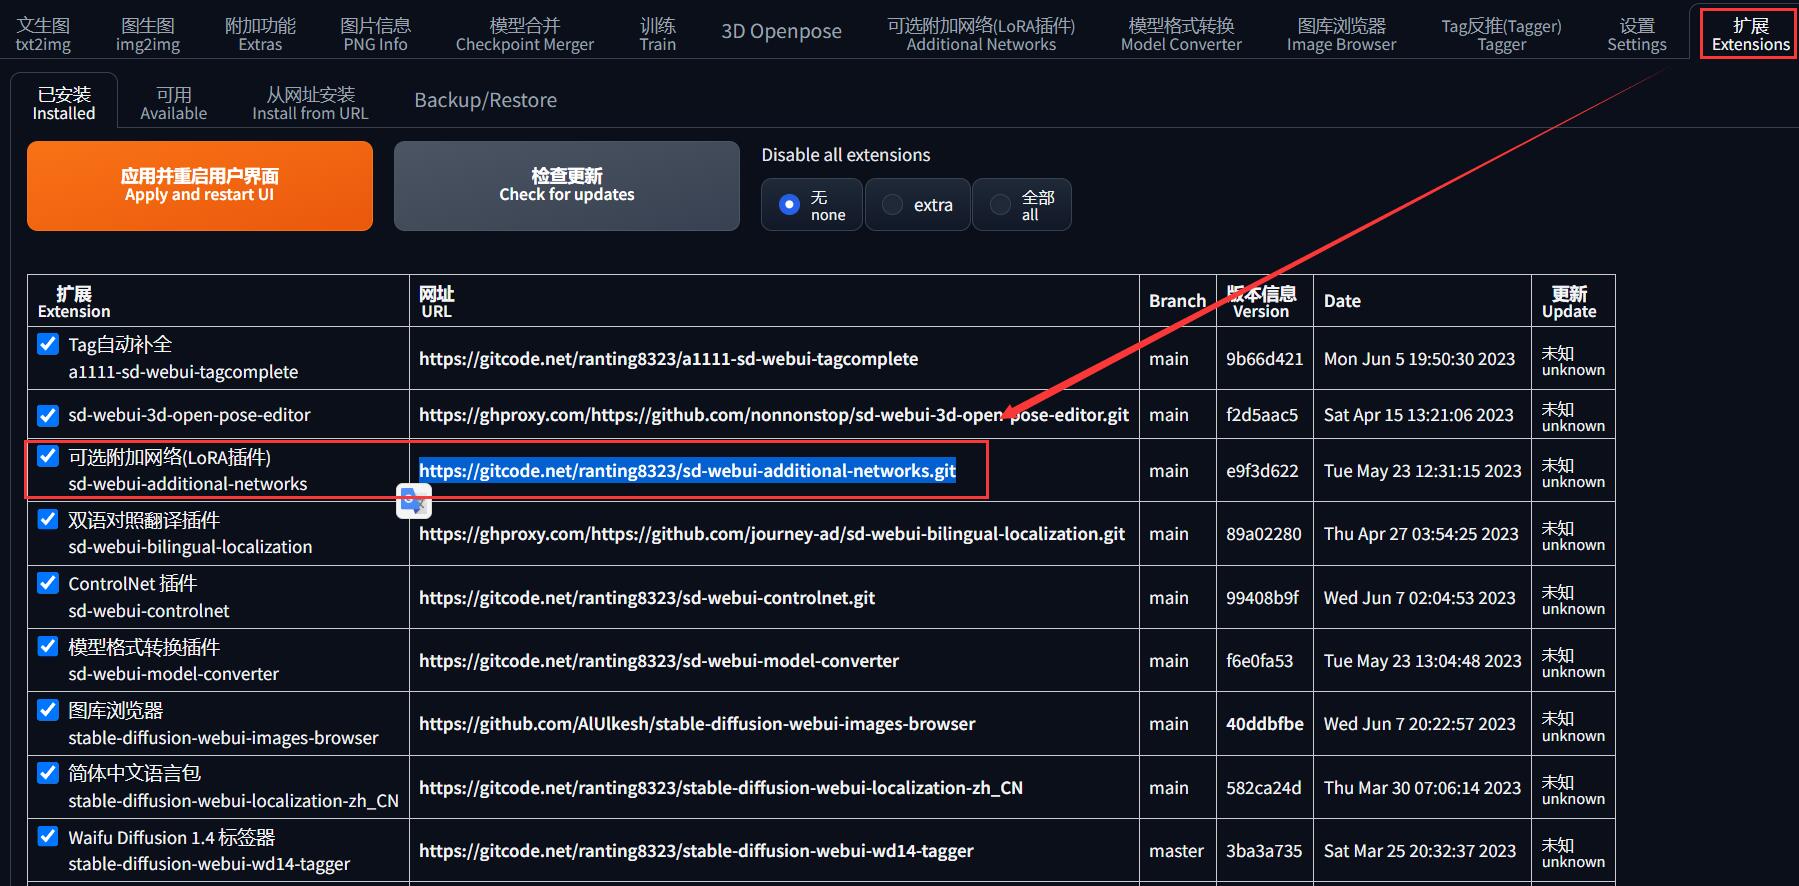 文生图
txt2img
图生图
img2img
附加功能
Extras
图片信息
PNG Info
模型合并
Checkpoint Merger
训练
Train
3D Openpose
可选附加网络(LoRA插件)
Additional Networks
模型格式转换
Model Converter
图库浏览器
Image Browser
Tag反推(Tagger)
Tagger
设置
Settings
扩展
Extensions
已安装
Installed
可用
Available
从网址安装
Install from URL
Backup/Restore
应用并重启用户界面
Apply and restart UI
检查更新
Check for updates
Disable all extensions
无
none
extra
全部
all
扩展
Extension
网址
URL
Branch
版本信息
Version
Date
更新
Update
Tag自动补全
a1111-sd-webui-tagcomplete
https://gitcode.net/ranting8323/a1111-sd-webui-tagcomplete
main
9b66d421
Mon Jun 5 19:50:30 2023
未知
unknown
sd-webui-3d-open-pose-editor
https://ghproxy.com/https://github.com/nonnonstop/sd-webui-3d-open-pose-editor.git
main
f2d5aac5
Sat Apr 15 13:21:06 2023
未知
unknown
可选附加网络(LoRA插件)
sd-webui-additional-networks
https://gitcode.net/ranting8323/sd-webui-additional-networks.git
main
e9f3d622
Tue May 23 12:31:15 2023
未知
unknown
双语对照翻译插件
sd-webui-bilingual-localization
https://ghproxy.com/https://github.com/journey-ad/sd-webui-bilingual-localization.git
main
89a02280
Thu Apr 27 03:54:25 2023
未知
unknown
ControlNet 插件
sd-webui-controlnet
https://gitcode.net/ranting8323/sd-webui-controlnet.git
main
99408b9f
Wed Jun 7 02:04:53 2023
未知
unknown
模型格式转换插件
sd-webui-model-converter
https://gitcode.net/ranting8323/sd-webui-model-converter
main
f6e0fa53
Tue May 23 13:04:48 2023
未知
unknown
图库浏览器
stable-diffusion-webui-images-browser
https://github.com/AlUlkesh/stable-diffusion-webui-images-browser
main
40ddbfbe
Wed Jun 7 20:22:57 2023
未知
unknown
简体中文语言包
stable-diffusion-webui-localization-zh_CN
https://gitcode.net/ranting8323/stable-diffusion-webui-localization-zh_CN
main
582ca24d
Thu Mar 30 07:06:14 2023
未知
unknown
Waifu Diffusion 1.4 标签器
stable-diffusion-webui-wd14-tagger
https://gitcode.net/ranting8323/stable-diffusion-webui-wd14-tagger
master
3ba3a735
Sat Mar 25 20:32:37 2023
未知
unknown